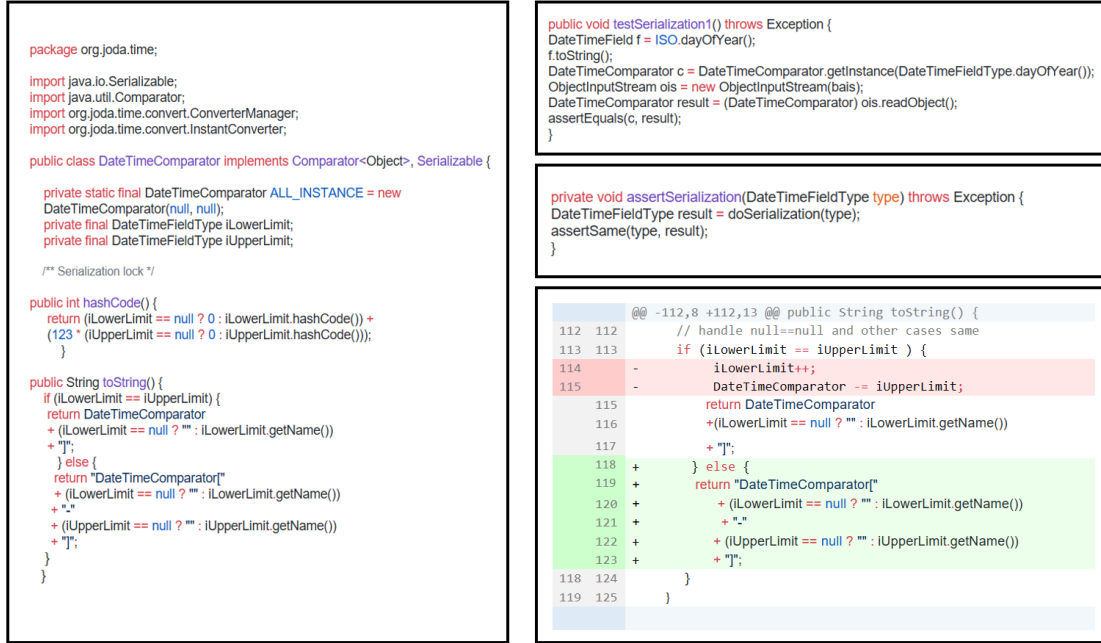 package org.joda.time;
import java.io.Serializable;
import java.util.Comparator;
import org.joda.time.convert.ConverterManager;
import org.joda.time.convert.InstantConverter;
public class DateTimeComparator implements Comparator<Object>, Serializable {
private static final DateTimeComparator ALL_INSTANCE = new
DateTimeComparator(null, null);
private final DateTimeFieldType iLowerLimit;
private final DateTimeFieldType iUpperLimit;
/** Serialization lock */
public int hashCode() {
return (iLowerLimit == null ? 0 : iLowerLimit.hashCode()) +
(123 * (iUpperLimit == null ? 0 : iUpperLimit.hashCode()));
}
public String toString() {
if (iLowerLimit == iUpperLimit) {
return DateTimeComparator
+ (iLowerLimit == null ? "" : iLowerLimit.getName())
+ "]";
} else {
return "DateTimeComparator["
+ (iLowerLimit == null ? "" : iLowerLimit.getName())
+ "-"
+ (iUpperLimit == null ? "" : iUpperLimit.getName())
+ "]";
}
}
public void testSerialization1() throws Exception {
DateTimeField f = ISO.dayOfYear();
f.toString();
DateTimeComparator c = DateTimeComparator.getInstance(DateTimeFieldType.dayOfYear());
ObjectInputStream ois = new ObjectInputStream(bais);
DateTimeComparator result = (DateTimeComparator) ois.readObject();
assertEquals(c, result);
}
private void assertSerialization(DateTimeFieldType type) throws Exception {
DateTimeFieldType result = doSerialization(type);
assertSame(type, result);
}
@@ -112,8 +112,13 @@ public String toString() {
112 112 // handle null==null and other cases same
113 113 if (iLowerLimit == iUpperLimit ) {
114 - iLowerLimit++;
115 - DateTimeComparator -= iUpperLimit;
115 return DateTimeComparator
116 +(iLowerLimit == null ? "" : iLowerLimit.getName())
117 + "]";
118 + } else {
119 + return "DateTimeComparator["
120 + + (iLowerLimit == null ? "" : iLowerLimit.getName())
121 + + "-"
122 + + (iUpperLimit == null ? "" : iUpperLimit.getName())
123 + + "]";
118 124 }
119 125 }